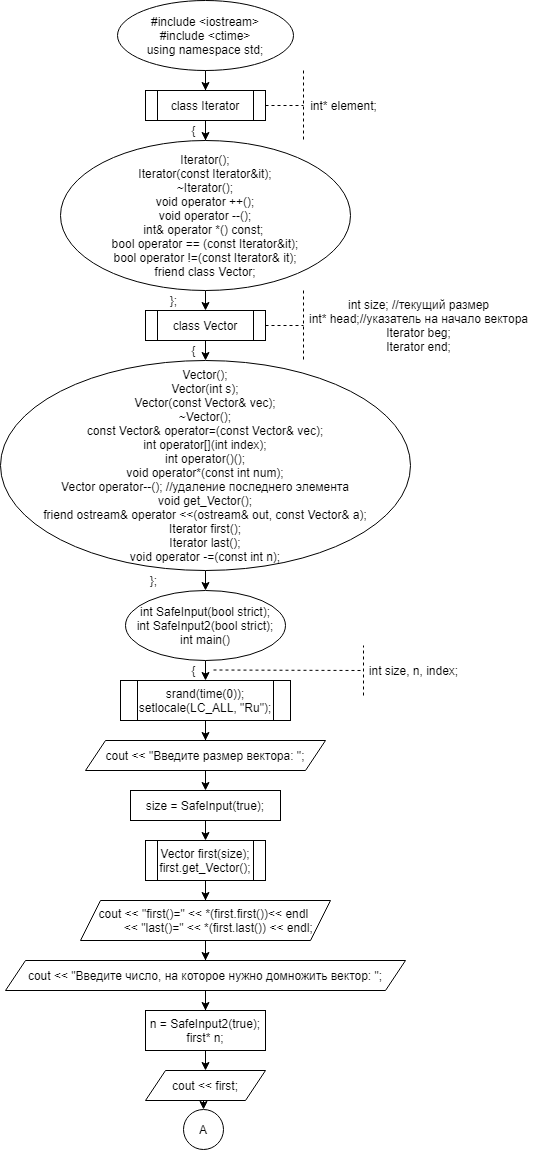 #include <iostream>
#include <ctime>
using namespace std;
class Iterator
int* element;
{
Iterator();
Iterator(const Iterator&it);
~Iterator();
void operator ++();
void operator --();
int& operator *() const;
bool operator == (const Iterator&it);
bool operator !=(const Iterator& it);
friend class Vector;
};
class Vector
int size; //текущий размер
int* head;//указатель на начало вектора
Iterator beg;
Iterator end;
{
Vector();
Vector(int s);
Vector(const Vector& vec);
~Vector();
const Vector& operator=(const Vector& vec);
int operator[](int index);
int operator()();
void operator*(const int num);
Vector operator--(); //удаление последнего элемента
void get_Vector();
friend ostream& operator <<(ostream& out, const Vector& a);
Iterator first();
Iterator last();
void operator -=(const int n);
};
int SafeInput(bool strict);
int SafeInput2(bool strict);
int main()
{
int size, n, index;
srand(time(0));
setlocale(LC_ALL, "Ru");
cout << "Введите размер вектора: ";
size = SafeInput(true);
Vector first(size);
first.get_Vector();
cout << "first()=" << *(first.first())<< endl
<< "last()=" << *(first.last()) << endl;
cout << "Введите число, на которое нужно домножить вектор: ";
n = SafeInput2(true);
first* n;
cout << first;
A